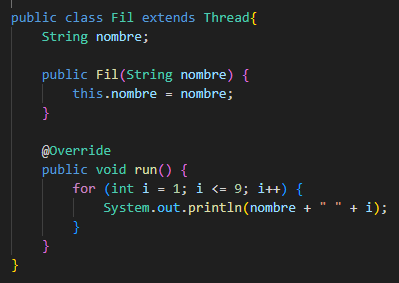 public class Fil extends Thread{
    String nombre;

    public Fil(String nombre) {
        this.nombre = nombre;
    }

    @Override
    public void run() {
        for (int i = 1; i <= 9; i++) {
            System.out.println(nombre + " " + i);
        }
    }
}